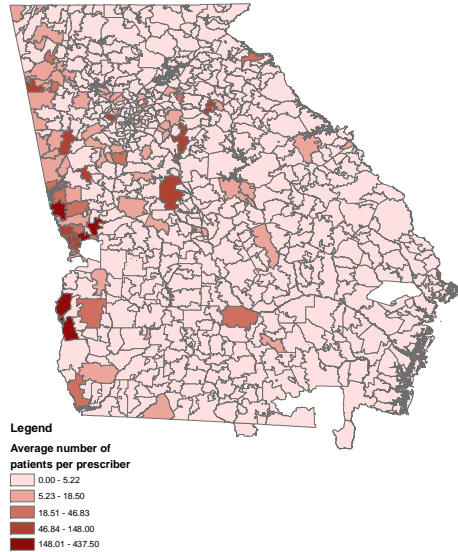 Legend
Average number of
patients per prescriber
0.00 - 5.22
5.23 - 18.50
18.51 - 46.83
46.84 - 148.00
148.01 - 437.50